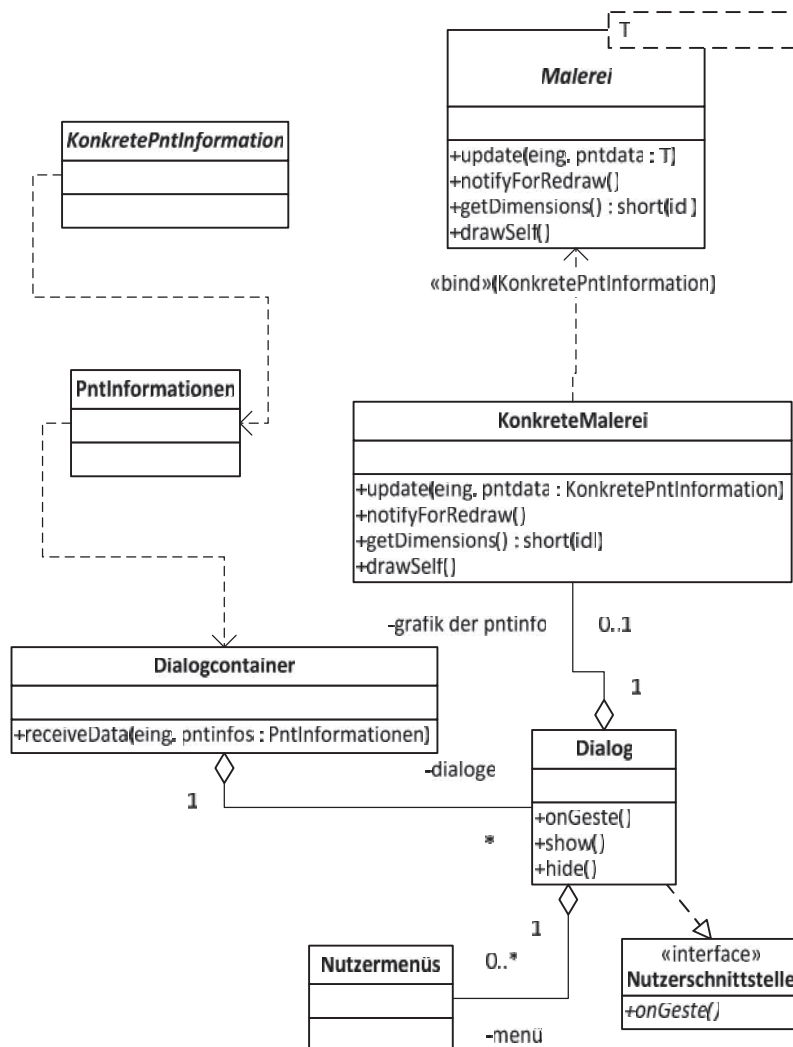 T
Malerei
+update(eing. pntdata : T)
+notifyForRedraw()
+getDimensions() : short(idl)
+drawSelf()
KonkretePntInformation
«bind»(KonkretePntInformation)
PntInformationen
KonkreteMalerei
+update(eing. pntdata : KonkretePntInformation)
+notifyForRedraw()
+getDimensions() : short(idl)
+drawSelf()
-grafik der pntinfo
0..1
1
Dialogcontainer
+receiveData(eing. pntinfos : PntInformationen)
1
-dialoge
*
Dialog
+onGeste()
+show()
+hide()
1
0..*
Nutzermenüs
-menü
«interface»
Nutzerschnittstelle
+onGeste()